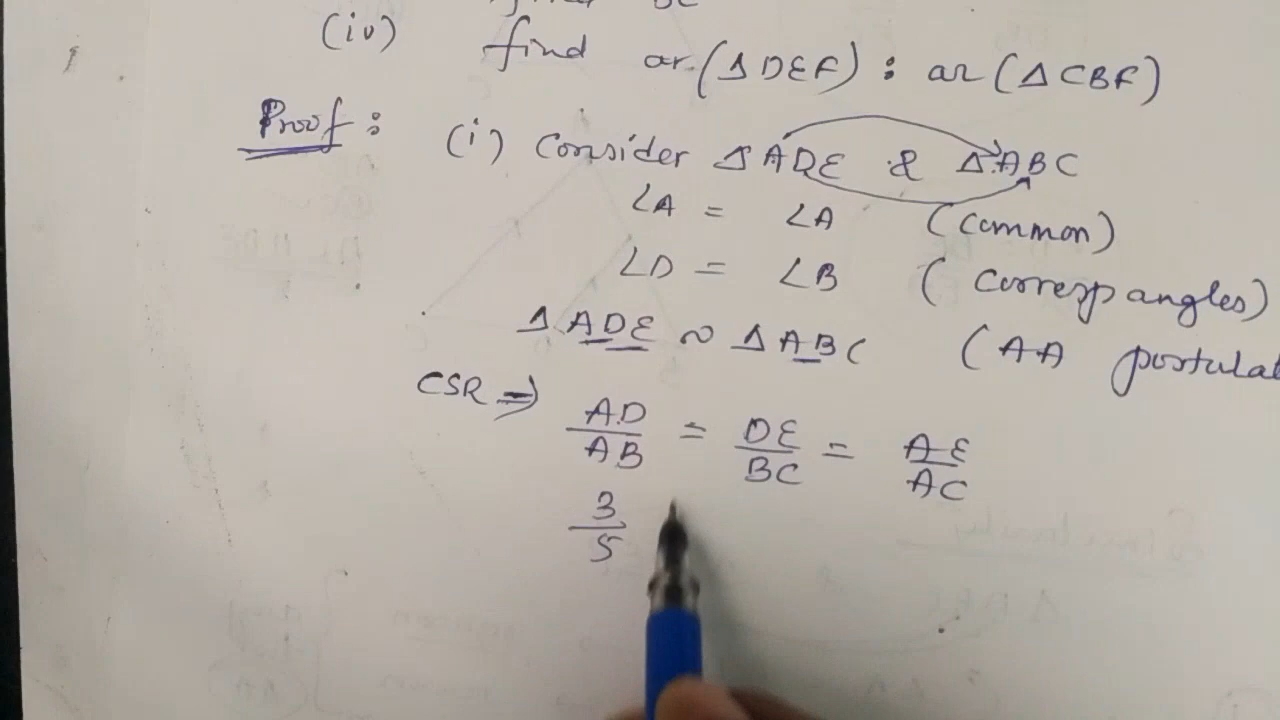 (iv) find ar(ΔDEF) : ar(ΔCBF)
Proof : (i) Consider ΔADE & ΔABC
∠A = ∠A (Common)
∠D = ∠B (corresp angles)
ΔADE ~ ΔABC (AA postula
CSR ⇒ AD/AB = DE/BC = AE/AC
3/5